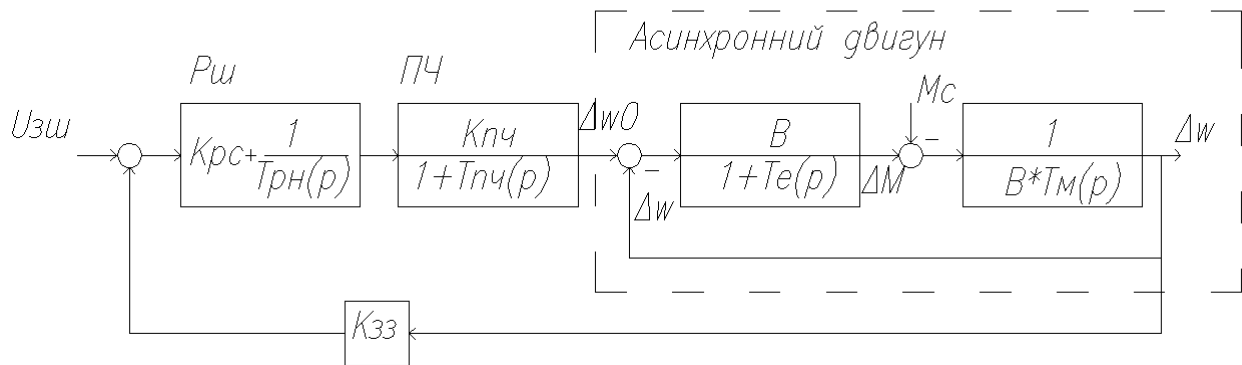 Асинхронний двигун
Рш
ПЧ
Мс
Uзш
Крс+
1
Трн(р)
Кпч
1+Тпч(р)
Δw0
-
Δw
В
1+Те(р)
ΔМ
-
1
В*Тм(р)
Δw
Кзз